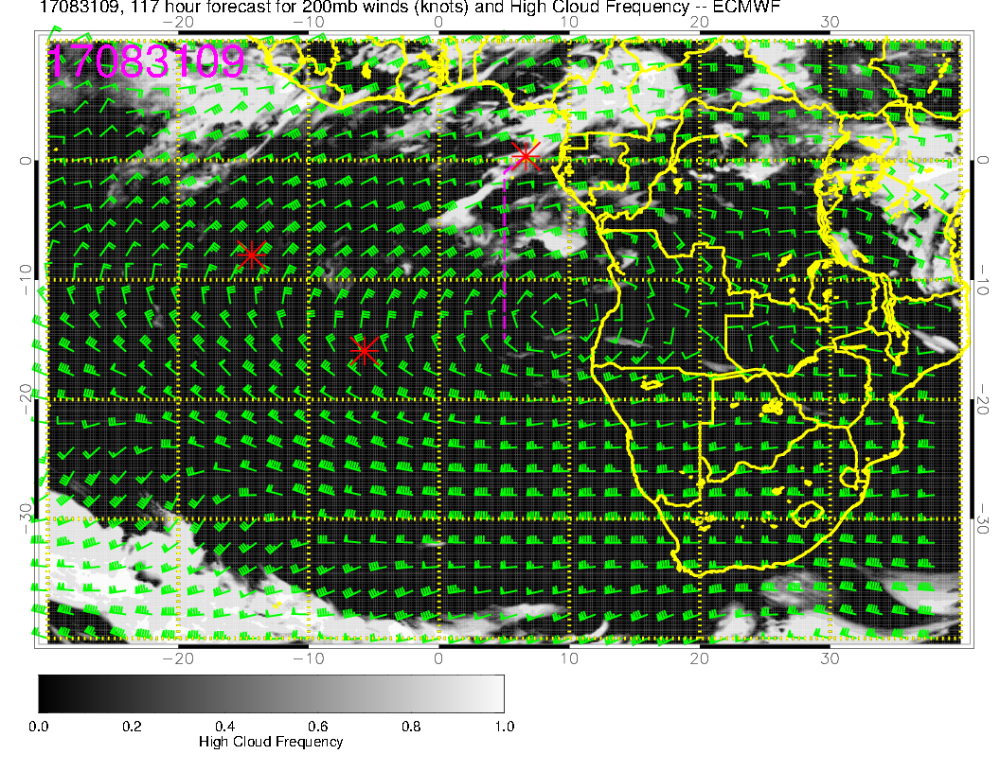 17083109, 117 hour forecast for 200mb winds (knots) and High Cloud Frequency -- ECMWF
−20 −10 0 10 20 30
17083109
0 0
−10 −10
−20 −20
−30 −30
−20 −10 0 10 20 30
0.0 0.2 0.4 0.6 0.8 1.0
High Cloud Frequency